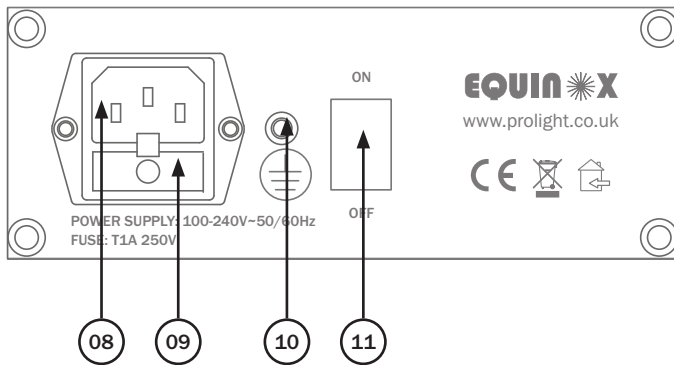 ON
EQUINOX
www.prolight.co.uk
CE
OFF
POWER SUPPLY: 100-240V~50/60Hz
FUSE: T1A 250V
08
09
10
11